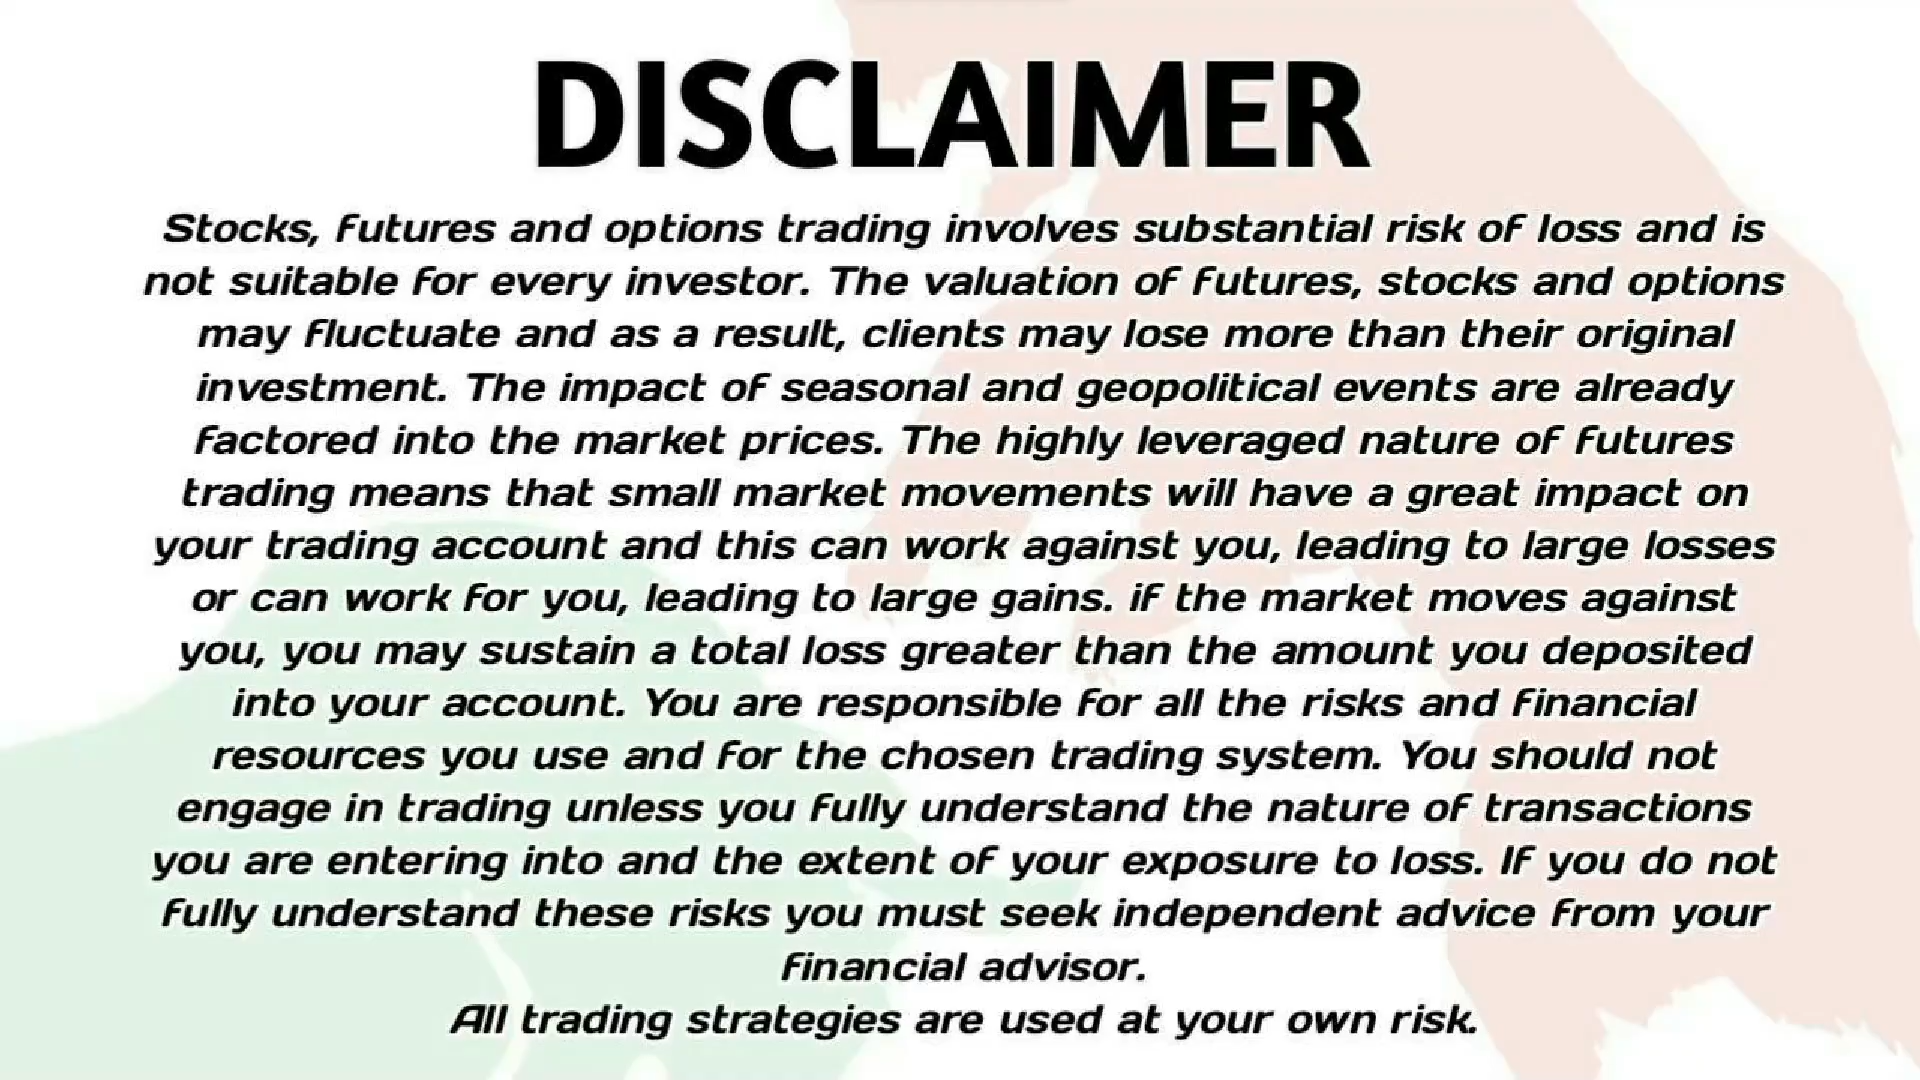 DISCLAIMER
Stocks, futures and options trading involves substantial risk of loss and is
not suitable for every investor. The valuation of futures, stocks and options
may fluctuate and as a result, clients may lose more than their original
investment. The impact of seasonal and geopolitical events are already
factored into the market prices. The highly leveraged nature of futures
trading means that small market movements will have a great impact on
your trading account and this can work against you, leading to large losses
or can work for you, leading to large gains. if the market moves against
you, you may sustain a total loss greater than the amount you deposited
into your account. You are responsible for all the risks and financial
resources you use and for the chosen trading system. You should not
engage in trading unless you fully understand the nature of transactions
you are entering into and the extent of your exposure to loss. If you do not
fully understand these risks you must seek independent advice from your
financial advisor.
All trading strategies are used at your own risk.